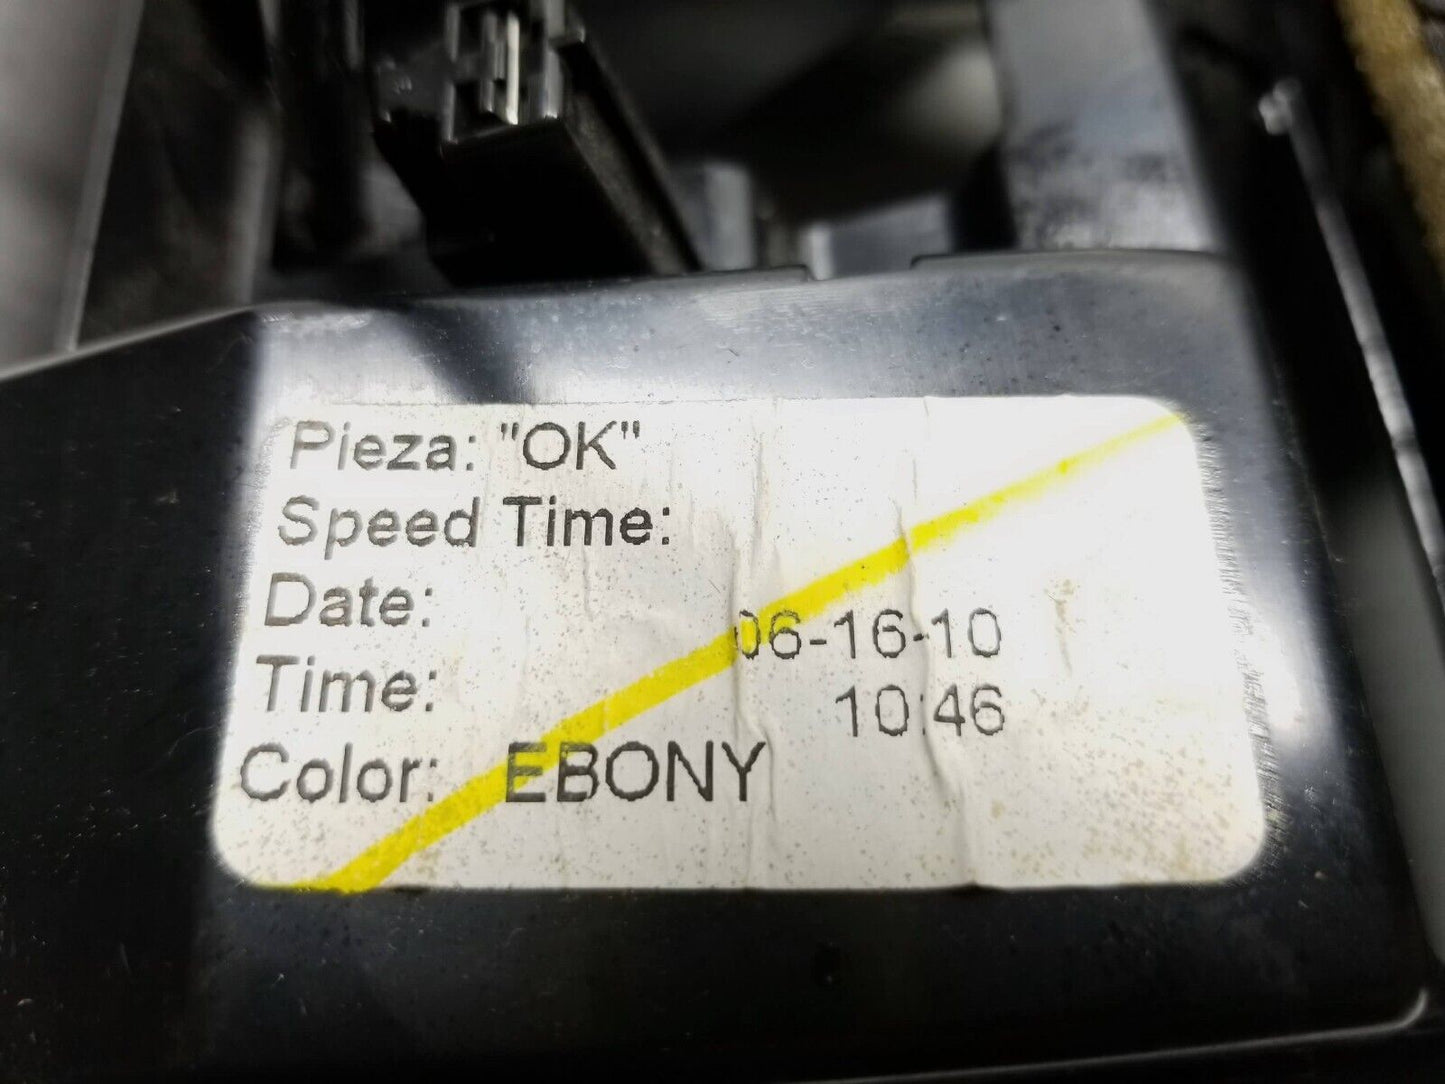 Pieza: "OK"
Speed Time:
Date: 06-16-10
Time: 10:46
Color: EBONY